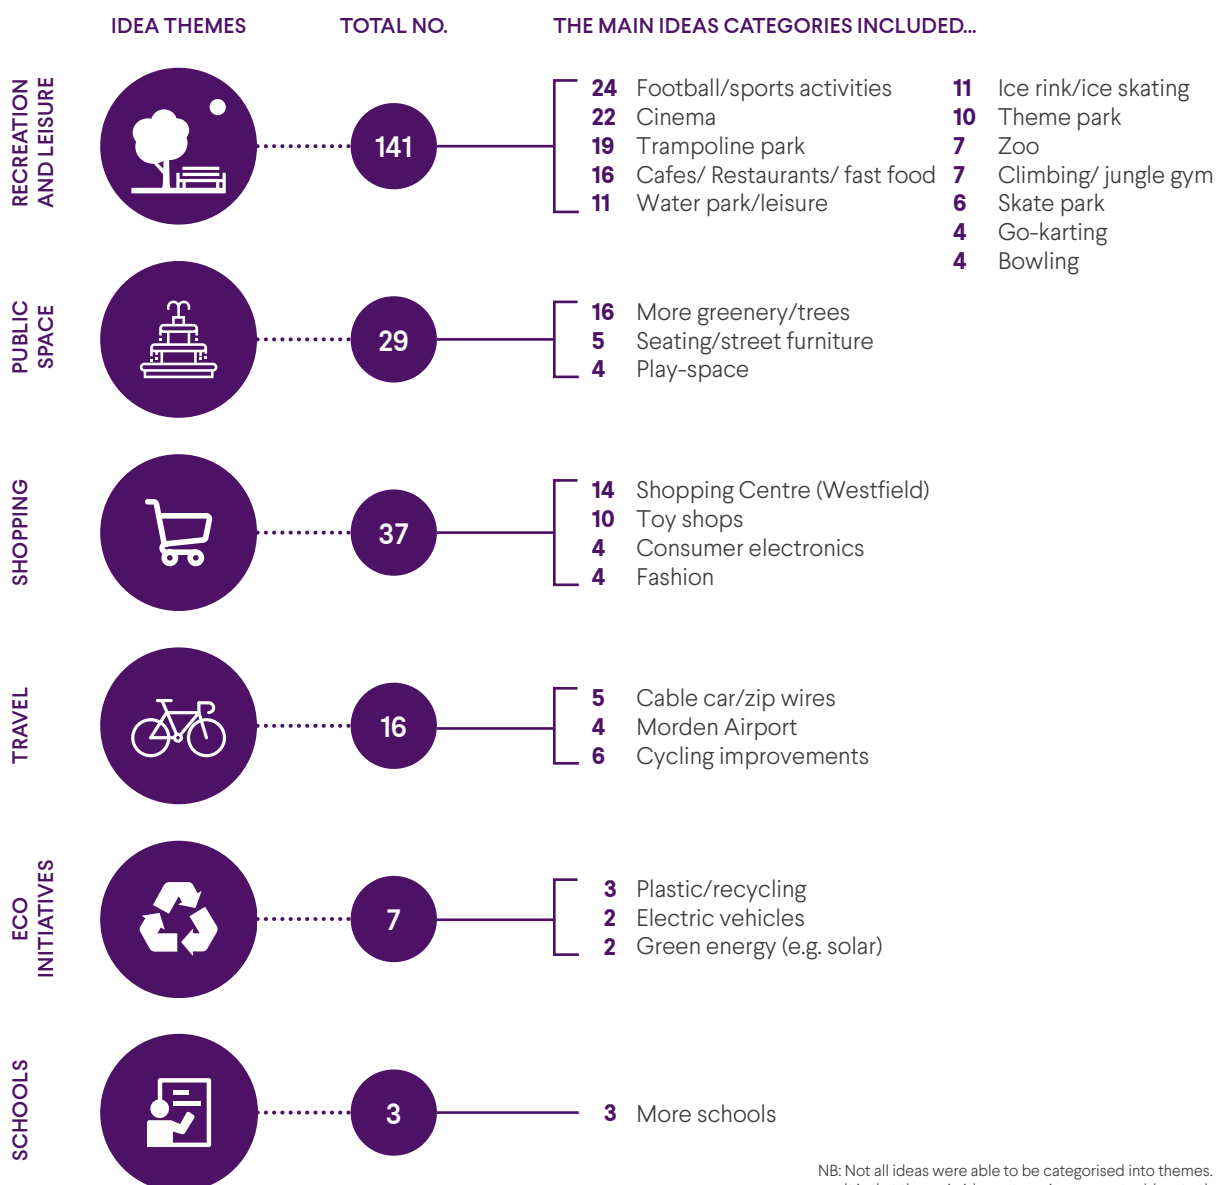 IDEA THEMES
TOTAL NO.
THE MAIN IDEAS CATEGORIES INCLUDED...
RECREATION
AND LEISURE
141
24 Football/sports activities
22 Cinema
19 Trampoline park
16 Cafes/ Restaurants/ fast food
11 Water park/leisure
11 Ice rink/ice skating
10 Theme park
7 Zoo
7 Climbing/ jungle gym
6 Skate park
4 Go-karting
4 Bowling
PUBLIC
SPACE
29
16 More greenery/trees
5 Seating/street furniture
4 Play-space
SHOPPING
37
14 Shopping Centre (Westfield)
10 Toy shops
4 Consumer electronics
4 Fashion
TRAVEL
16
5 Cable car/zip wires
4 Morden Airport
6 Cycling improvements
ECO
INITIATIVES
7
3 Plastic/recycling
2 Electric vehicles
2 Green energy (e.g. solar)
SCHOOLS
3
3 More schools
NB: Not all ideas were able to be categorised into themes.